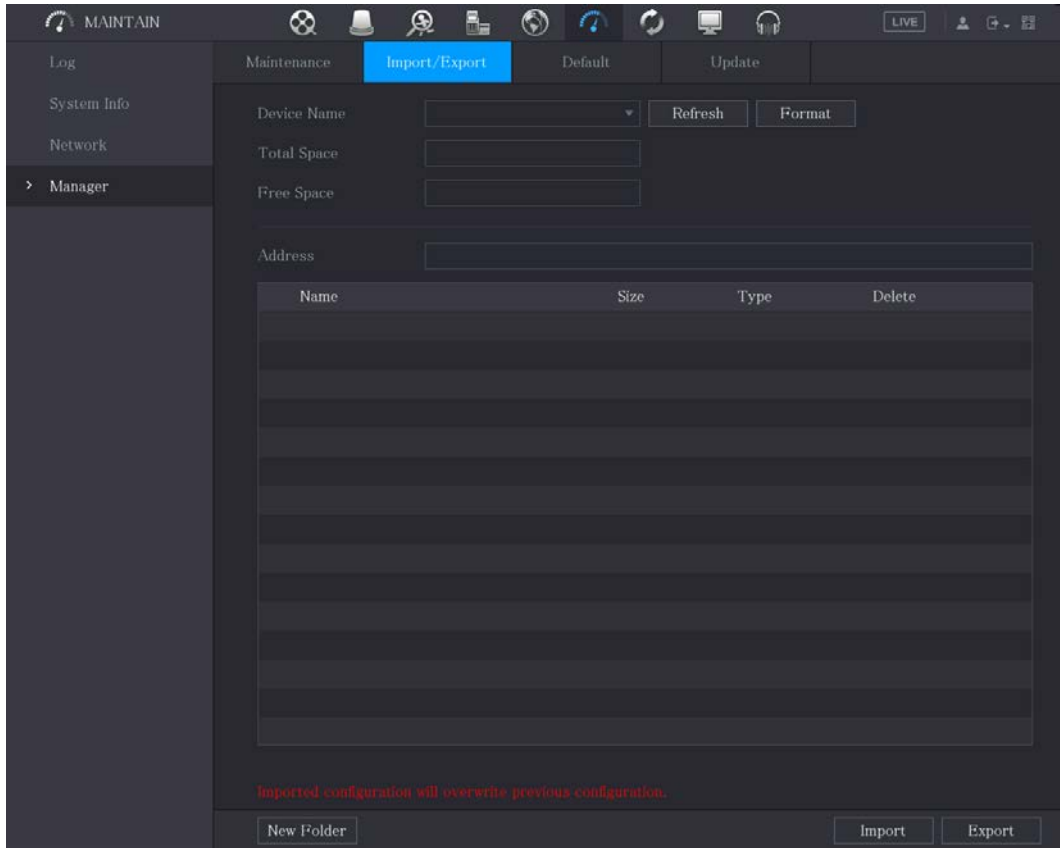 MAINTAIN LIVE
Log Maintenance Import/Export Default Update
System Info
Network
Manager
Device Name Refresh Format
Total Space
Free Space
Address
Name Size Type Delete
Imported configuration will overwrite previous configuration.
New Folder Import Export